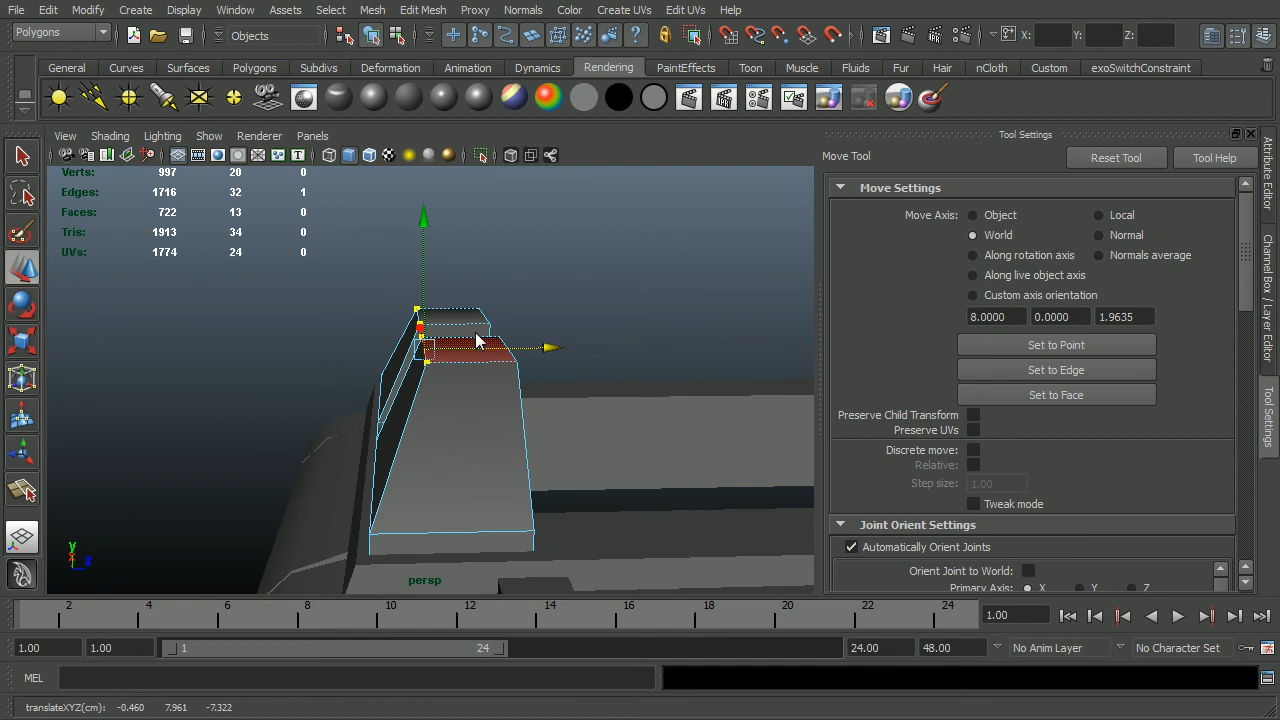 File Edit Modify Create Display Window Assets Select Mesh Edit Mesh Proxy Normals Color Create UVs Edit UVs Help
Polygons Objects X: Y: Z:
General Curves Surfaces Polygons Subdivs Deformation Animation Dynamics Rendering PaintEffects Toon Muscle Fluids Fur Hair nCloth Custom exoSwitchConstraint
View Shading Lighting Show Renderer Panels
Tool Settings
Move Tool Reset Tool Tool Help
Verts: 997 20 0
Edges: 1716 32 1
Faces: 722 13 0
Tris: 1913 34 0
UVs: 1774 24 0
Move Settings
Move Axis: Object Local
World Normal
Along rotation axis Normals average
Along live object axis
Custom axis orientation
8.0000 0.0000 1.9635
Set to Point
Set to Edge
Set to Face
Preserve Child Transform
Preserve UVs
Discrete move:
Relative:
Step size: 1.00
Tweak mode
Joint Orient Settings
Automatically Orient Joints
Orient Joint to World:
Primary Axis: X Y Z
Attribute Editor
Channel Box / Layer Editor
Tool Settings
y
z
persp
2 4 6 8 10 12 14 16 18 20 22 24 1.00
1.00 1.00 1 24 24.00 48.00 No Anim Layer No Character Set
MEL
translateXYZ(cm): -0.460 7.961 -7.322